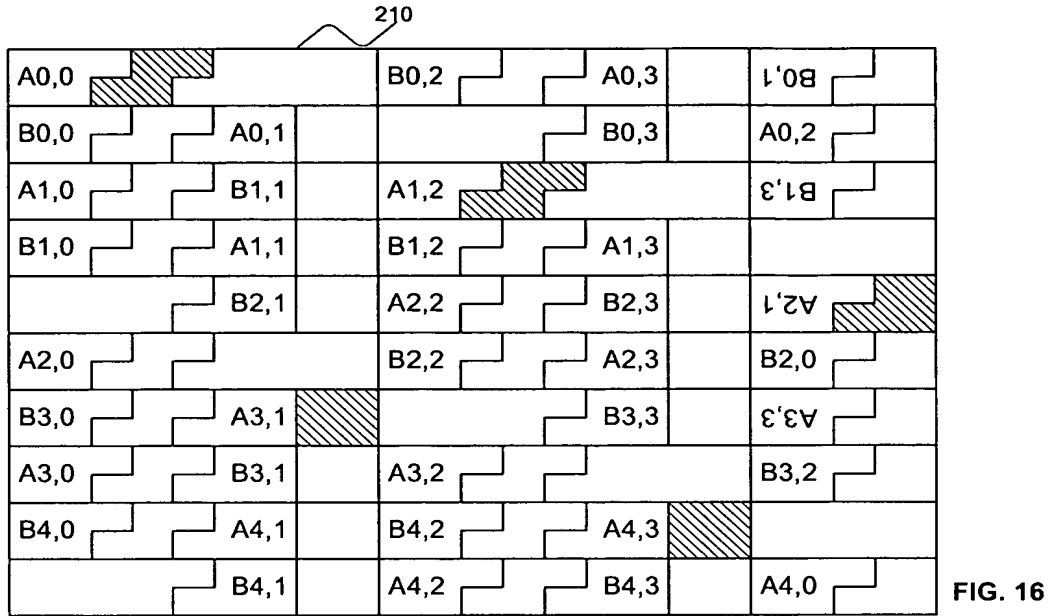 210
A0,0 B0,2 A0,3 B0,1
B0,0 A0,1 B0,3 A0,2
A1,0 B1,1 A1,2 B1,3
B1,0 A1,1 B1,2 A1,3
B2,1 A2,2 B2,3 A2,1
A2,0 B2,2 A2,3 B2,0
B3,0 A3,1 B3,3 A3,3
A3,0 B3,1 A3,2 B3,2
B4,0 A4,1 B4,2 A4,3
B4,1 A4,2 B4,3 A4,0
FIG. 16